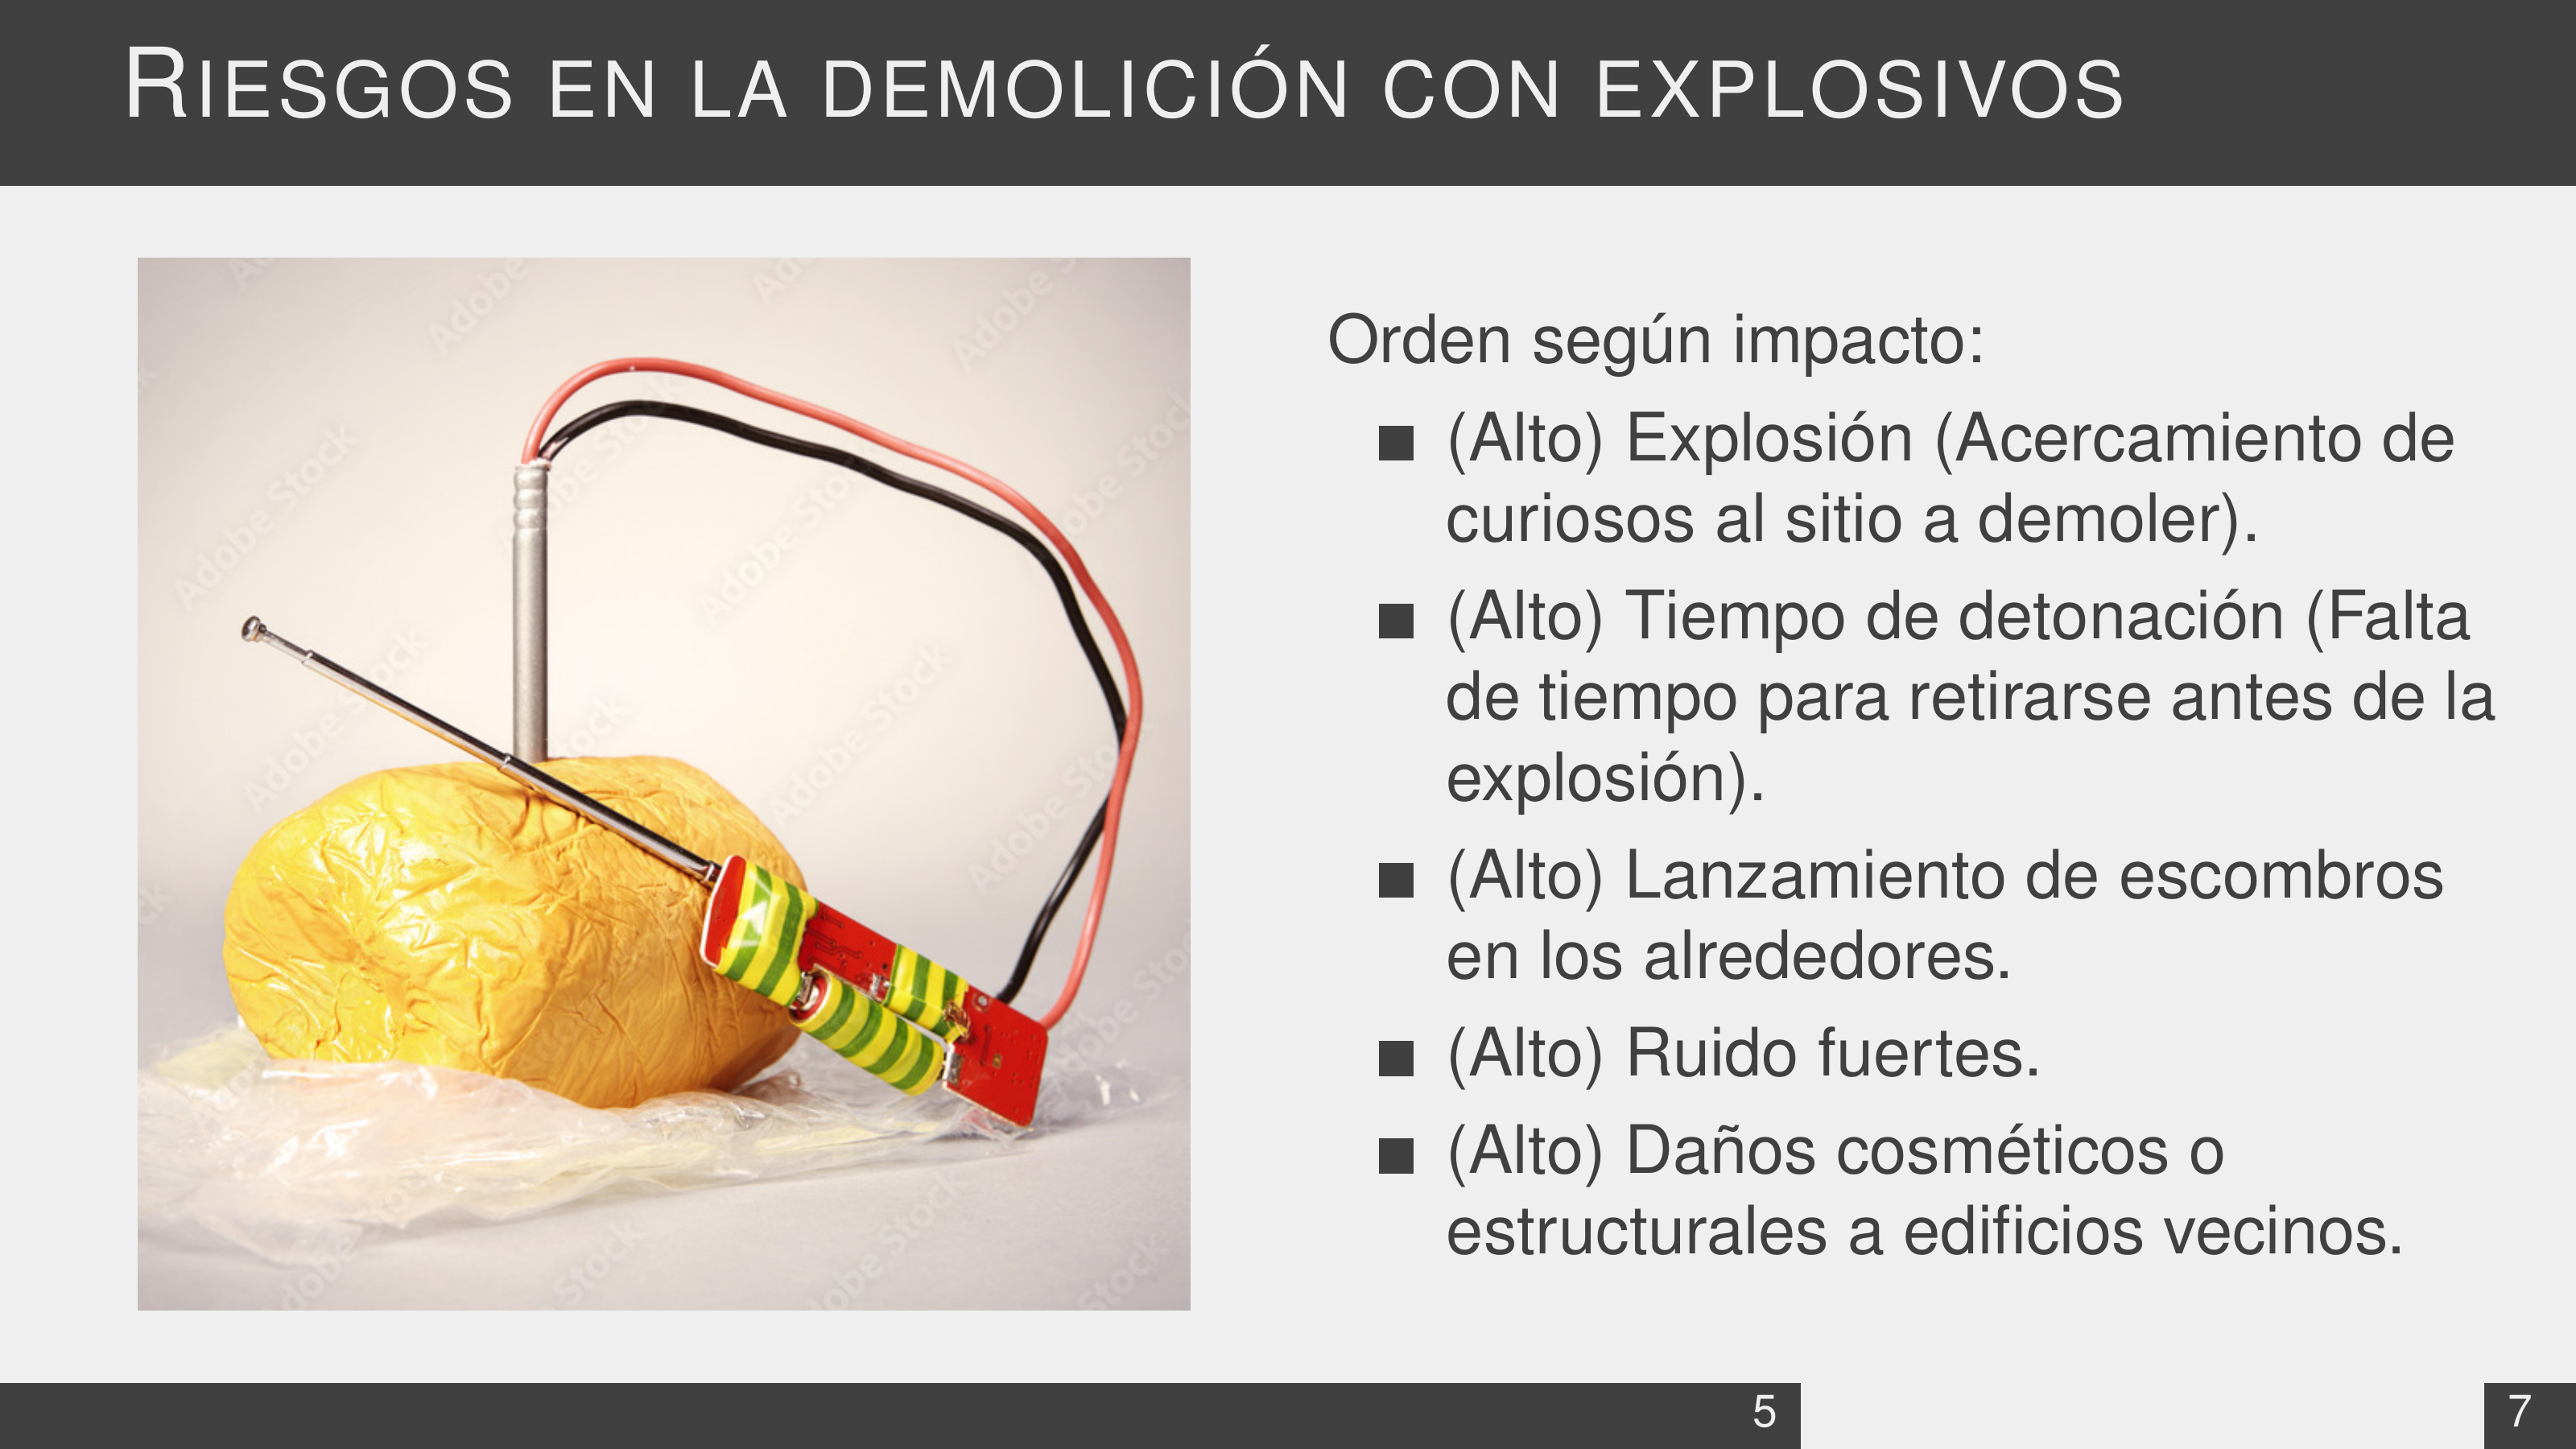 RIESGOS EN LA DEMOLICIÓN CON EXPLOSIVOS
Orden según impacto:
(Alto) Explosión (Acercamiento de
curiosos al sitio a demoler).
(Alto) Tiempo de detonación (Falta
de tiempo para retirarse antes de la
explosión).
(Alto) Lanzamiento de escombros
en los alrededores.
(Alto) Ruido fuertes.
(Alto) Daños cosméticos o
estructurales a edificios vecinos.
Adobe Stock
5
7